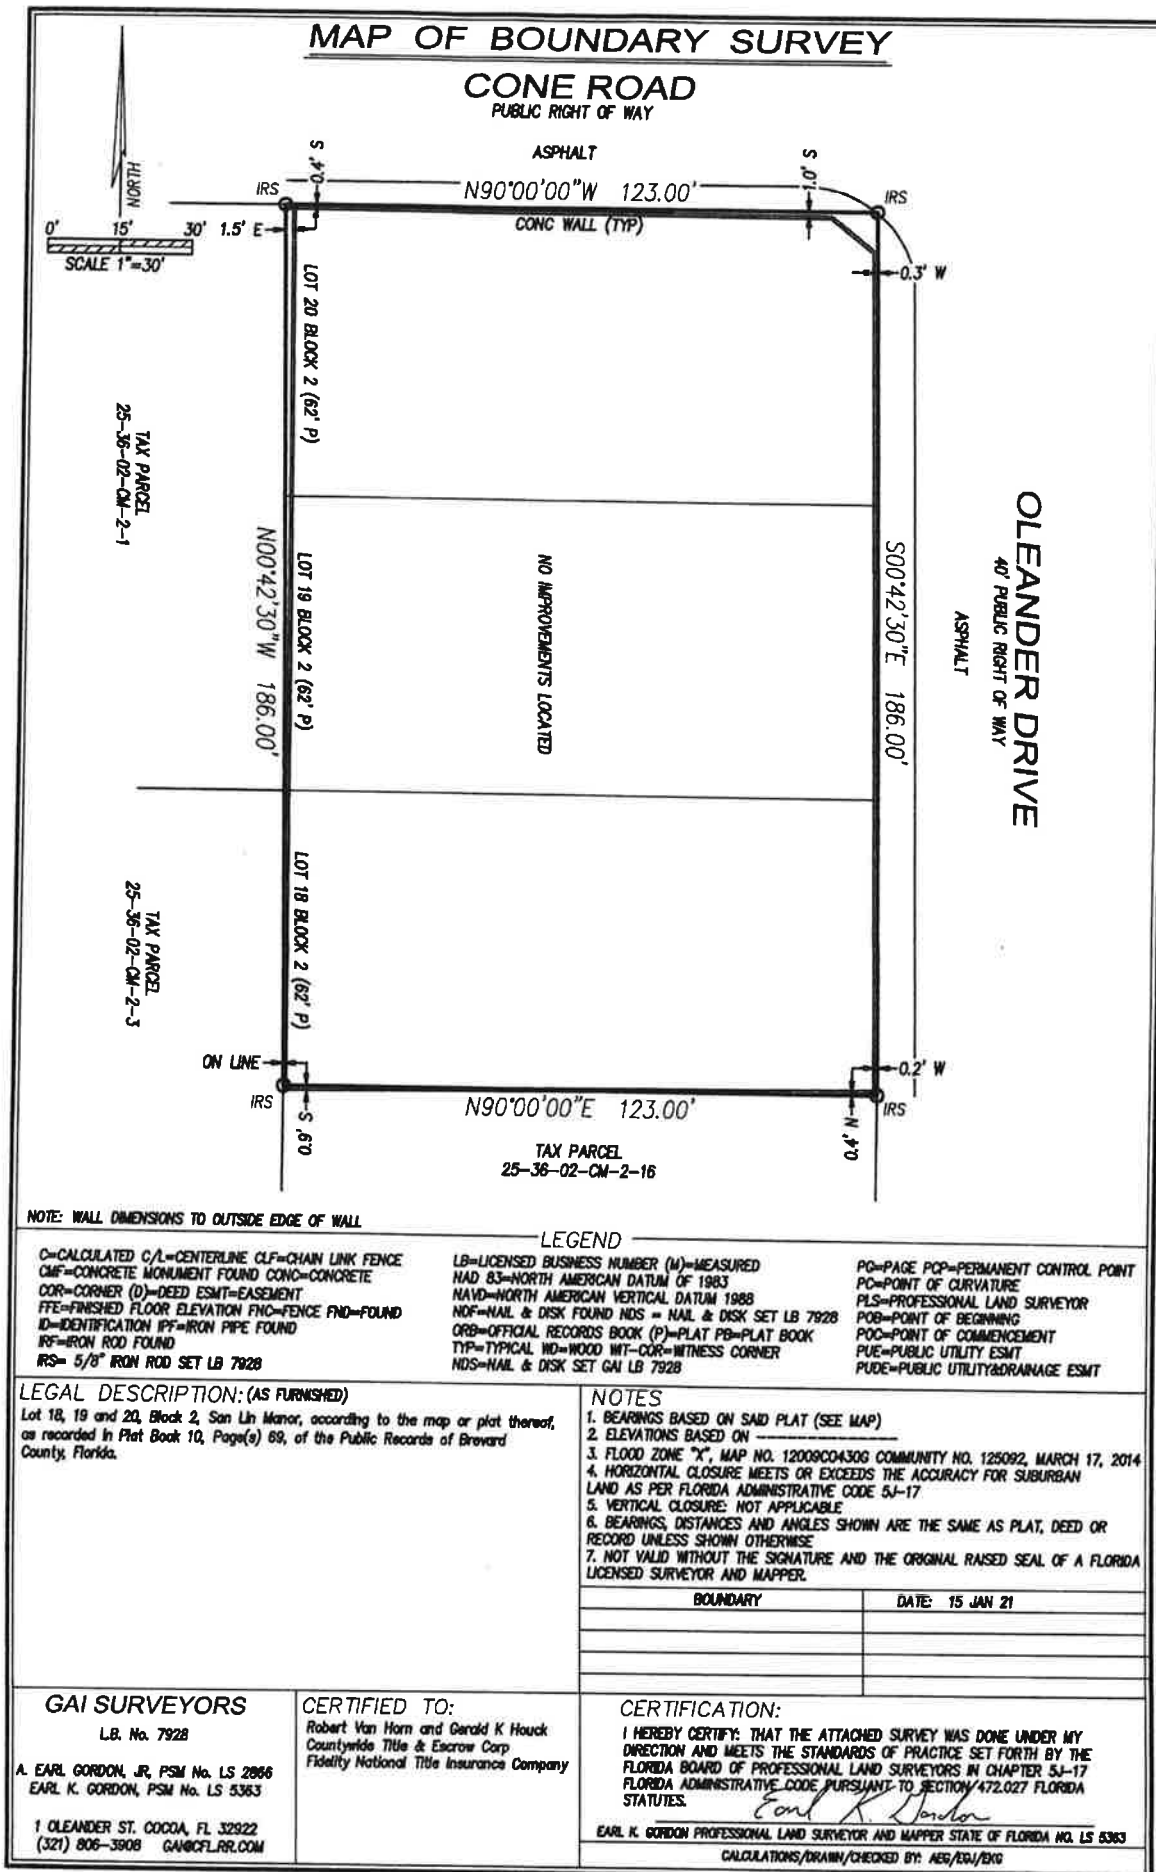 MAP OF BOUNDARY SURVEY
CONE ROAD
PUBLIC RIGHT OF WAY
ASPHALT
NORTH
0' 15' 30'
SCALE 1"=30'
IRS
0.4' S
N90°00'00"W 123.00'
1.0' S
IRS
1.5' E
CONC WALL (TYP)
0.3' W
LOT 20 BLOCK 2 (62' P)
TAX PARCEL
25-36-02-CM-2-1
N00°42'30"W 186.00'
LOT 19 BLOCK 2 (62' P)
NO IMPROVEMENTS LOCATED
S00°42'30"E 186.00'
ASPHALT
OLEANDER DRIVE
40' PUBLIC RIGHT OF WAY
LOT 18 BLOCK 2 (62' P)
TAX PARCEL
25-36-02-CM-2-3
ON LINE
0.2' W
IRS
0.9' S
N90°00'00"E 123.00'
0.4' N
IRS
TAX PARCEL
25-36-02-CM-2-16
NOTE: WALL DIMENSIONS TO OUTSIDE EDGE OF WALL
LEGEND
C=CALCULATED C/L=CENTERLINE CLF=CHAIN LINK FENCE
CMF=CONCRETE MONUMENT FOUND CONC=CONCRETE
COR=CORNER (D)=DEED ESMT=EASEMENT
FFE=FINISHED FLOOR ELEVATION FNC=FENCE FND=FOUND
ID=IDENTIFICATION IPF=IRON PIPE FOUND
IRF=IRON ROD FOUND
IRS= 5/8" IRON ROD SET LB 7928
LB=LICENSED BUSINESS NUMBER (M)=MEASURED
NAD 83=NORTH AMERICAN DATUM OF 1983
NAVD=NORTH AMERICAN VERTICAL DATUM 1988
NDF=NAIL & DISK FOUND NDS = NAIL & DISK SET LB 7928
ORB=OFFICIAL RECORDS BOOK (P)=PLAT PB=PLAT BOOK
TYP=TYPICAL WD=WOOD WIT-COR=WITNESS CORNER
NDS=NAIL & DISK SET GAI LB 7928
PG=PAGE PCP=PERMANENT CONTROL POINT
PC=POINT OF CURVATURE
PLS=PROFESSIONAL LAND SURVEYOR
POB=POINT OF BEGINNING
POC=POINT OF COMMENCEMENT
PUE=PUBLIC UTILITY ESMT
PUDE=PUBLIC UTILITY&DRAINAGE ESMT
LEGAL DESCRIPTION: (AS FURNISHED)
Lot 18, 19 and 20, Block 2, San Lin Manor, according to the map or plat thereof,
as recorded in Plat Book 10, Page(s) 69, of the Public Records of Brevard
County, Florida.
NOTES
1. BEARINGS BASED ON SAID PLAT (SEE MAP)
2. ELEVATIONS BASED ON ----------------
3. FLOOD ZONE "X", MAP NO. 12009C0430G COMMUNITY NO. 125092, MARCH 17, 2014
4. HORIZONTAL CLOSURE MEETS OR EXCEEDS THE ACCURACY FOR SUBURBAN
LAND AS PER FLORIDA ADMINISTRATIVE CODE 5J-17
5. VERTICAL CLOSURE: NOT APPLICABLE
6. BEARINGS, DISTANCES AND ANGLES SHOWN ARE THE SAME AS PLAT, DEED OR
RECORD UNLESS SHOWN OTHERWISE
7. NOT VALID WITHOUT THE SIGNATURE AND THE ORIGINAL RAISED SEAL OF A FLORIDA
LICENSED SURVEYOR AND MAPPER.
BOUNDARY DATE: 15 JAN 21
GAI SURVEYORS
L.B. No. 7928
A. EARL GORDON, JR, PSM No. LS 2866
EARL K. GORDON, PSM No. LS 5363
1 OLEANDER ST. COCOA, FL 32922
(321) 806-3908 GAI@CFL.RR.COM
CERTIFIED TO:
Robert Van Horn and Gerald K Houck
Countywide Title & Escrow Corp
Fidelity National Title Insurance Company
CERTIFICATION:
I HEREBY CERTIFY: THAT THE ATTACHED SURVEY WAS DONE UNDER MY
DIRECTION AND MEETS THE STANDARDS OF PRACTICE SET FORTH BY THE
FLORIDA BOARD OF PROFESSIONAL LAND SURVEYORS IN CHAPTER 5J-17
FLORIDA ADMINISTRATIVE CODE PURSUANT TO SECTION 472.027 FLORIDA
STATUTES.
Earl K. Gordon
EARL K. GORDON PROFESSIONAL LAND SURVEYOR AND MAPPER STATE OF FLORIDA NO. LS 5363
CALCULATIONS/DRAWN/CHECKED BY: AEG/EGJ/EKG